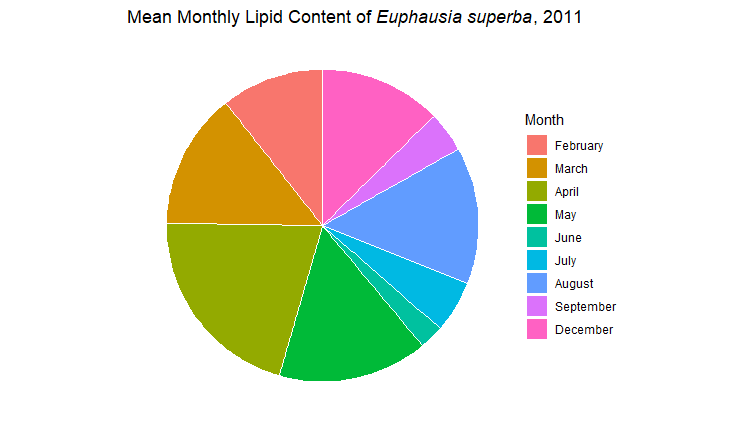 Mean Monthly Lipid Content of Euphausia superba, 2011
Month
February
March
April
May
June
July
August
September
December